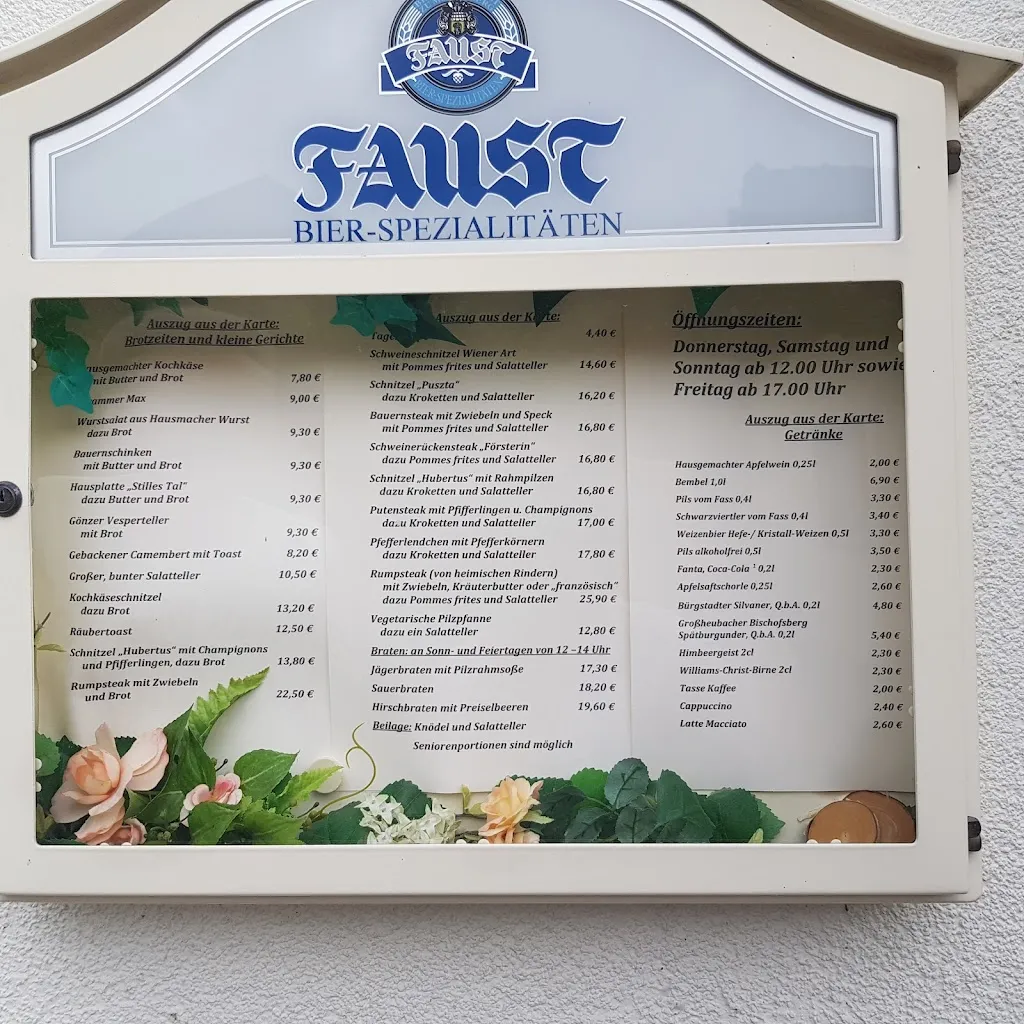 FAUST
BIER-SPEZIALITÄTEN
FAUST
BIER-SPEZIALITÄTEN
Auszug aus der Karte:
Brotzeiten und kleine Gerichte
ausgemachter Kochkäse
mit Butter und Brot 7,80 €
rammer Max 9,00 €
Wurstsalat aus Hausmacher Wurst
dazu Brot 9,30 €
Bauernschinken
mit Butter und Brot 9,30 €
Hausplatte „Stilles Tal"
dazu Butter und Brot 9,30 €
Gönzer Vesperteller
mit Brot 9,30 €
Gebackener Camembert mit Toast 8,20 €
Großer, bunter Salatteller 10,50 €
Kochkäseschnitzel
dazu Brot 13,20 €
Räubertoast 12,50 €
Schnitzel „Hubertus" mit Champignons
und Pfifferlingen, dazu Brot 13,80 €
Rumpsteak mit Zwiebeln
und Brot 22,50 €
Auszug aus der Karte:
Tage 4,40 €
Schweineschnitzel Wiener Art
mit Pommes frites und Salatteller 14,60 €
Schnitzel „Puszta"
dazu Kroketten und Salatteller 16,20 €
Bauernsteak mit Zwiebeln und Speck
mit Pommes frites und Salatteller 16,80 €
Schweinerückensteak „Försterin"
dazu Pommes frites und Salatteller 16,80 €
Schnitzel „Hubertus" mit Rahmpilzen
dazu Kroketten und Salatteller 16,80 €
Putensteak mit Pfifferlingen u. Champignons
dazu Kroketten und Salatteller 17,00 €
Pfefferlendchen mit Pfefferkörnern
dazu Kroketten und Salatteller 17,80 €
Rumpsteak (von heimischen Rindern)
mit Zwiebeln, Kräuterbutter oder „französisch"
dazu Pommes frites und Salatteller 25,90 €
Vegetarische Pilzpfanne
dazu ein Salatteller 12,80 €
Braten: an Sonn- und Feiertagen von 12 –14 Uhr
Jägerbraten mit Pilzrahmsoße 17,30 €
Sauerbraten 18,20 €
Hirschbraten mit Preiselbeeren 19,60 €
Beilage: Knödel und Salatteller
Seniorenportionen sind möglich
Öffnungszeiten:
Donnerstag, Samstag und
Sonntag ab 12.00 Uhr sowie
Freitag ab 17.00 Uhr
Auszug aus der Karte:
Getränke
Hausgemachter Apfelwein 0,25l 2,00 €
Bembel 1,0l 6,90 €
Pils vom Fass 0,4l 3,30 €
Schwarzviertler vom Fass 0,4l 3,40 €
Weizenbier Hefe-/ Kristall-Weizen 0,5l 3,30 €
Pils alkoholfrei 0,5l 3,50 €
Fanta, Coca-Cola ¹ 0,2l 2,30 €
Apfelsaftschorle 0,25l 2,60 €
Bürgstadter Silvaner, Q.b.A. 0,2l 4,80 €
Großheubacher Bischofsberg
Spätburgunder, Q.b.A. 0,2l 5,40 €
Himbeergeist 2cl 2,30 €
Williams-Christ-Birne 2cl 2,30 €
Tasse Kaffee 2,00 €
Cappuccino 2,40 €
Latte Macciato 2,60 €